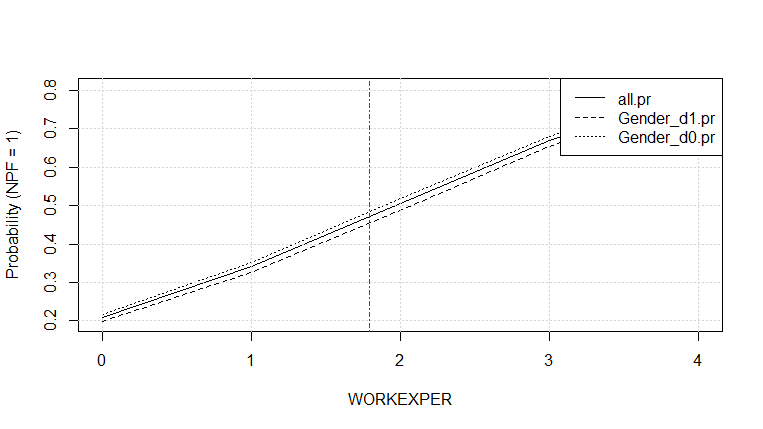 0.8
0.7
0.6
0.5
0.4
0.3
0.2
Probability (NPF = 1)
all.pr
Gender_d1.pr
Gender_d0.pr
0 1 2 3 4
WORKEXPER